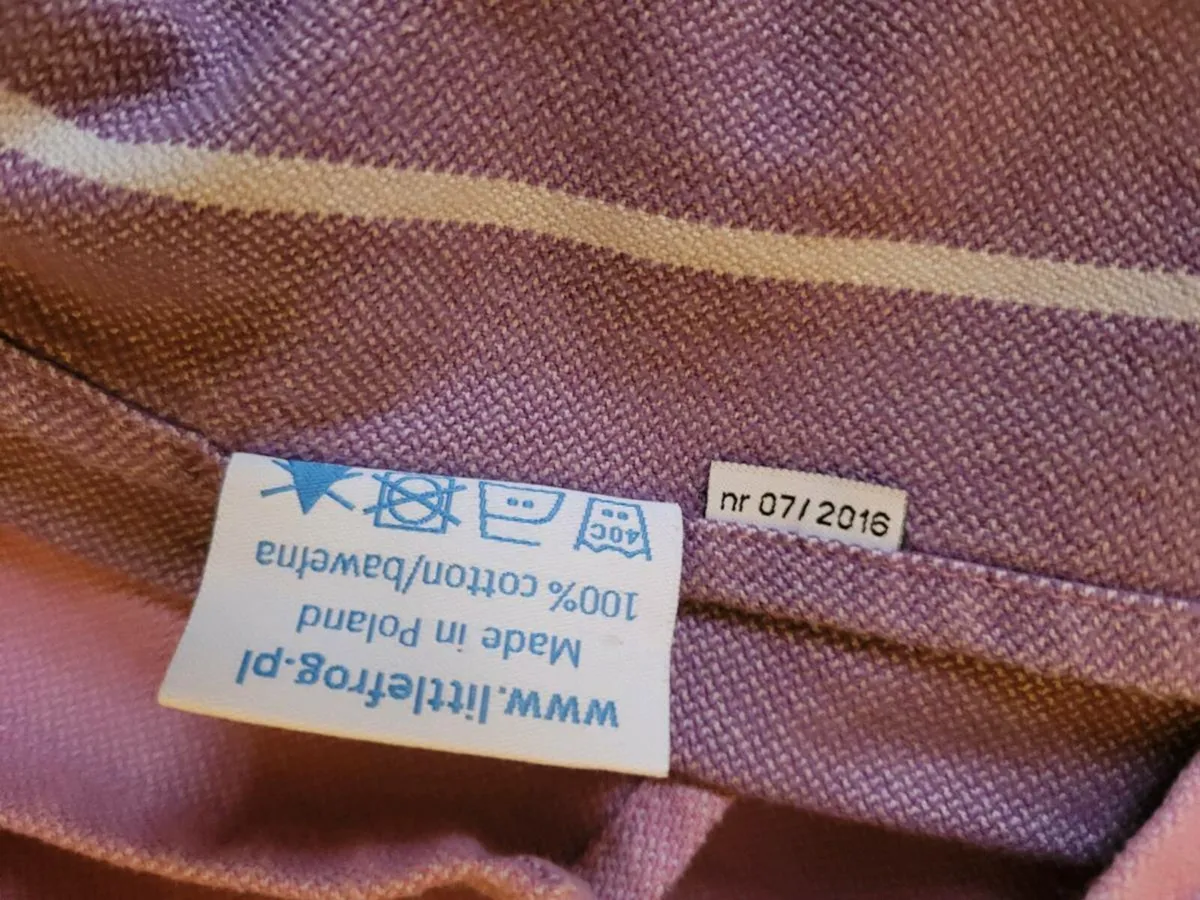 www.littlefrog.pl
Made in Poland
100% cotton/bawełna
40C
nr 07/2016